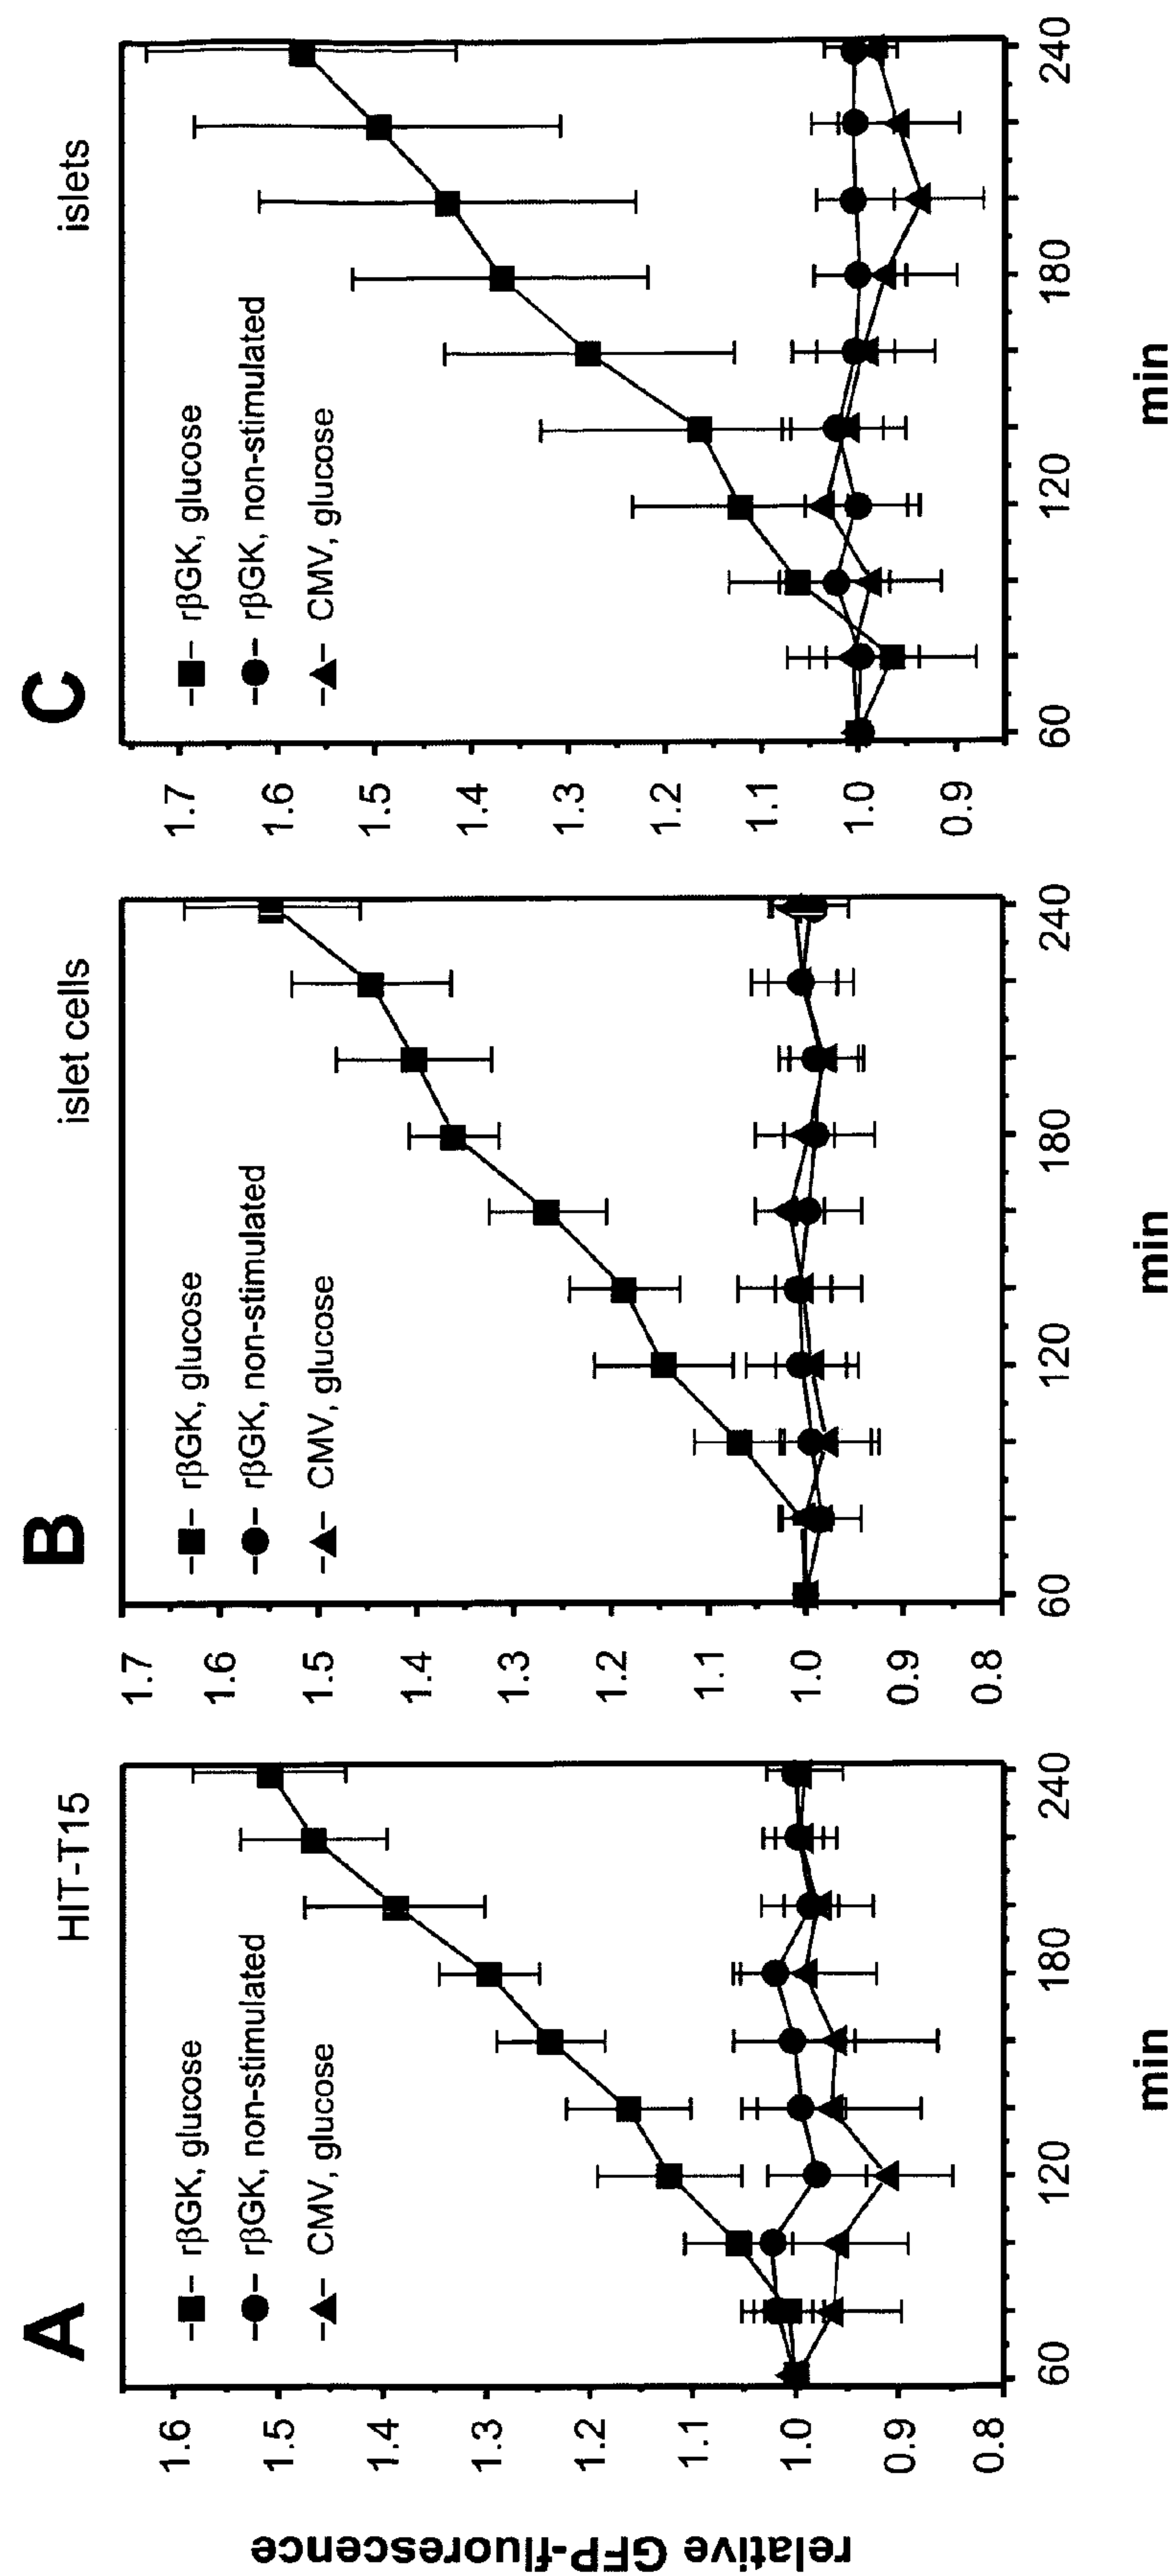 A
HIT-T15
rβGK, glucose
rβGK, non-stimulated
CMV, glucose
relative GFP-fluorescence
1.6
1.5
1.4
1.3
1.2
1.1
1.0
0.9
0.8
60
120
180
240
min
B
islet cells
rβGK, glucose
rβGK, non-stimulated
CMV, glucose
1.7
1.6
1.5
1.4
1.3
1.2
1.1
1.0
0.9
0.8
60
120
180
240
min
C
islets
rβGK, glucose
rβGK, non-stimulated
CMV, glucose
1.7
1.6
1.5
1.4
1.3
1.2
1.1
1.0
0.9
60
120
180
240
min